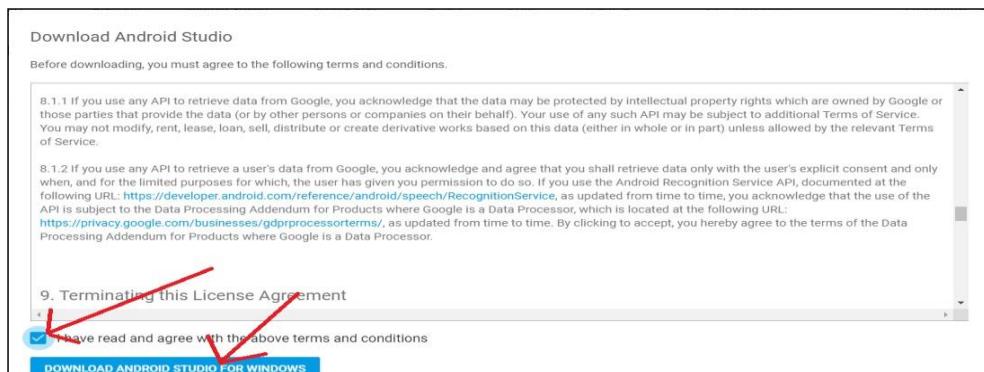 Download Android Studio
Before downloading, you must agree to the following terms and conditions.
8.1.1 If you use any API to retrieve data from Google, you acknowledge that the data may be protected by intellectual property rights which are owned by Google or
those parties that provide the data (or by other persons or companies on their behalf). Your use of any such API may be subject to additional Terms of Service.
You may not modify, rent, lease, loan, sell, distribute or create derivative works based on this data (either in whole or in part) unless allowed by the relevant Terms
of Service.
8.1.2 If you use any API to retrieve a user's data from Google, you acknowledge and agree that you shall retrieve data only with the user's explicit consent and only
when, and for the limited purposes for which, the user has given you permission to do so. If you use the Android Recognition Service API, documented at the
following URL: https://developer.android.com/reference/android/speech/RecognitionService, as updated from time to time, you acknowledge that the use of the
API is subject to the Data Processing Addendum for Products where Google is a Data Processor, which is located at the following URL:
https://privacy.google.com/businesses/gdprprocessorterms/, as updated from time to time. By clicking to accept, you hereby agree to the terms of the Data
Processing Addendum for Products where Google is a Data Processor.
9. Terminating this License Agreement
I have read and agree with the above terms and conditions
DOWNLOAD ANDROID STUDIO FOR WINDOWS